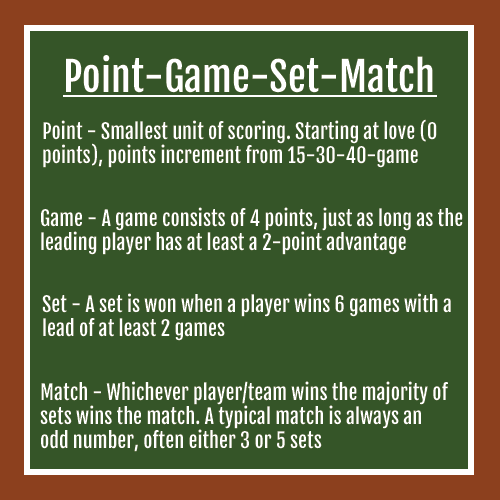 Point-Game-Set-Match
Point - Smallest unit of scoring. Starting at love (0
points), points increment from 15-30-40-game
Game - A game consists of 4 points, just as long as the
leading player has at least a 2-point advantage
Set - A set is won when a player wins 6 games with a
lead of at least 2 games
Match - Whichever player/team wins the majority of
sets wins the match. A typical match is always an
odd number, often either 3 or 5 sets